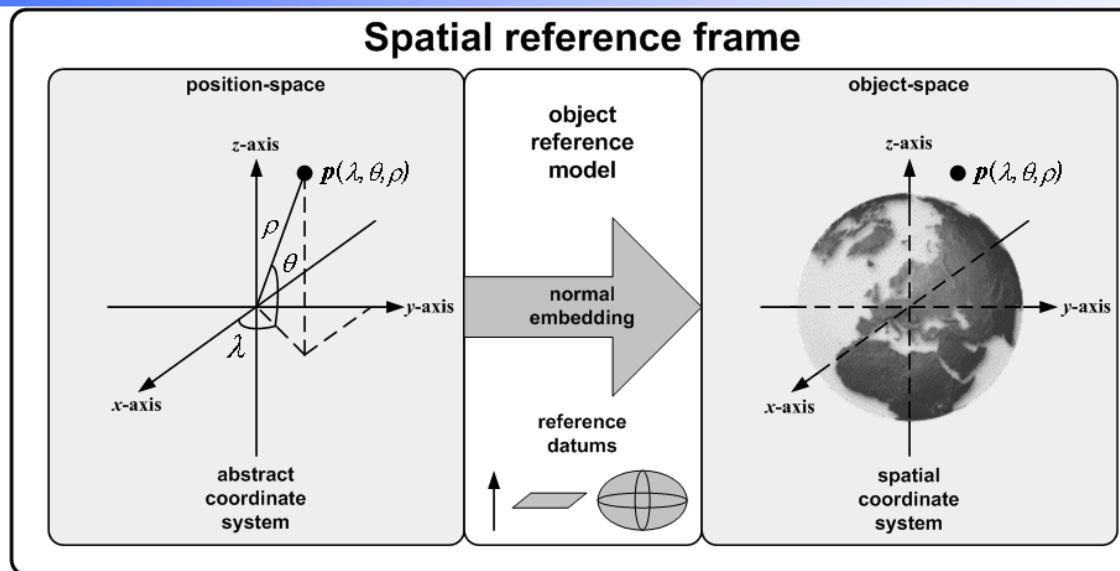 Spatial reference frame
position-space
z-axis
p(λ, θ, ρ)
ρ
θ
y-axis
λ
x-axis
abstract
coordinate
system
object
reference
model
normal
embedding
reference
datums
object-space
z-axis
p(λ, θ, ρ)
y-axis
x-axis
spatial
coordinate
system